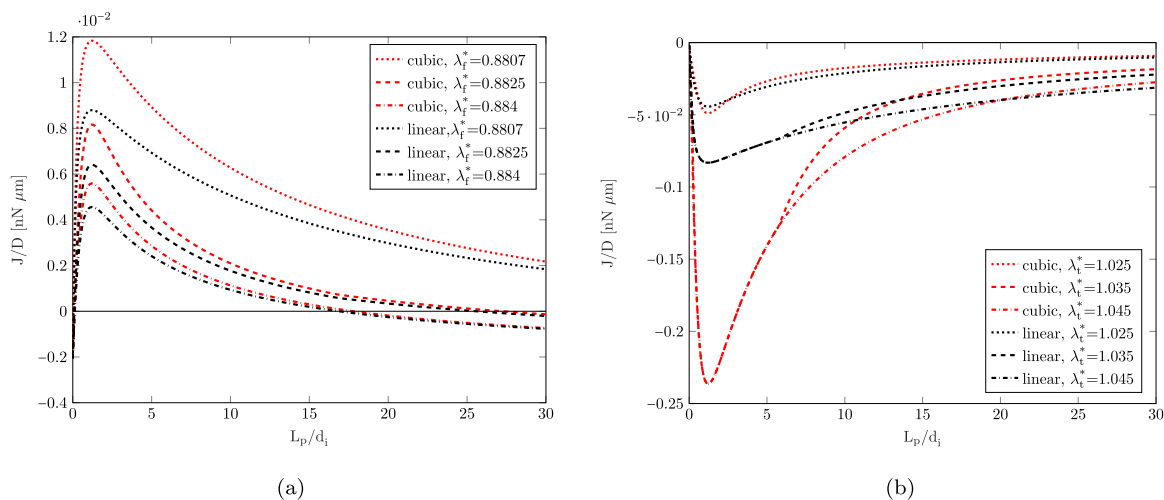 ·10⁻²
1.2
1
0.8
0.6
0.4
0.2
0
−0.2
−0.4
J/D [nN μm]
0 5 10 15 20 25 30
L_p/d_i
cubic, λ_f^*=0.8807
cubic, λ_f^*=0.8825
cubic, λ_f^*=0.884
linear,λ_f^*=0.8807
linear, λ_f^*=0.8825
linear, λ_f^*=0.884
(a)
0
−5·10⁻²
−0.1
−0.15
−0.2
−0.25
J/D [nN μm]
0 5 10 15 20 25 30
L_p/d_i
cubic, λ_t^*=1.025
cubic, λ_t^*=1.035
cubic, λ_t^*=1.045
linear, λ_t^*=1.025
linear, λ_t^*=1.035
linear, λ_t^*=1.045
(b)